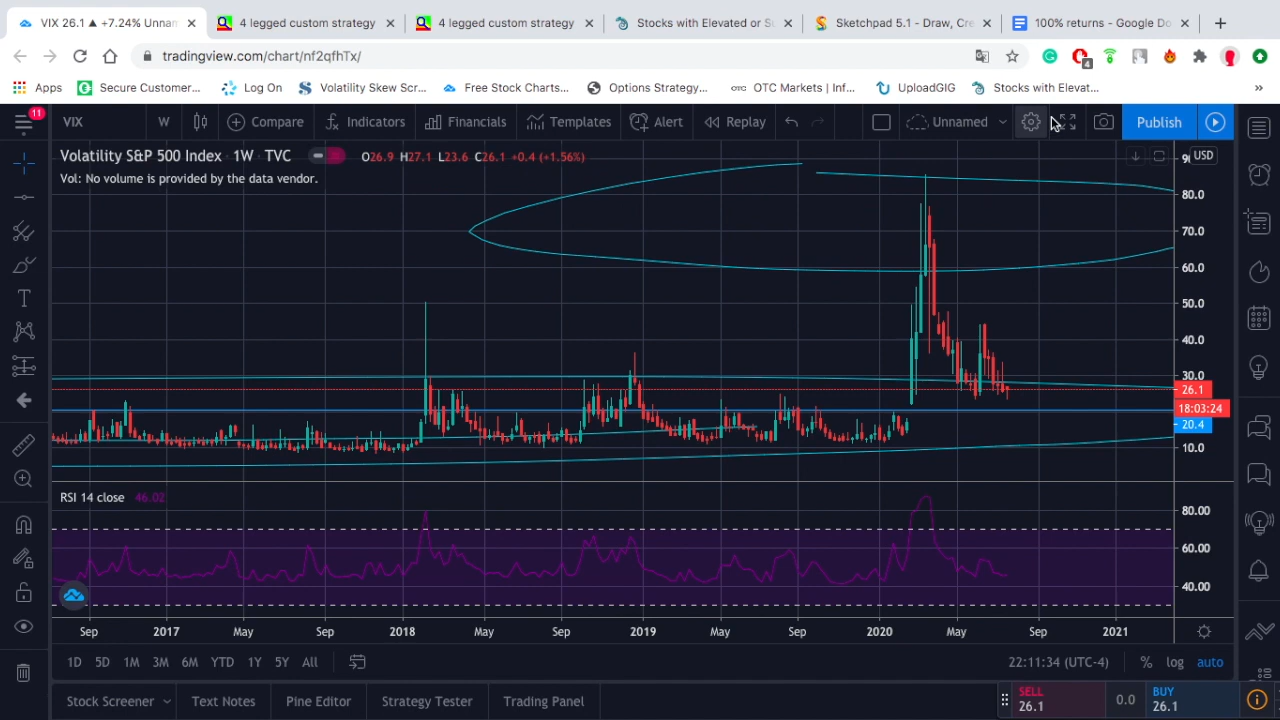 VIX 26.1 ▲ +7.24% Unnam
4 legged custom strategy
4 legged custom strategy
Stocks with Elevated or Su
Sketchpad 5.1 - Draw, Cre
100% returns - Google Do
tradingview.com/chart/nf2qfhTx/
4
Apps
Secure Customer...
Log On
Volatility Skew Scr...
Free Stock Charts...
Options Strategy...
OTC Markets | Inf...
UploadGIG
Stocks with Elevat...
»
11
VIX
W
Compare
Indicators
Financials
Templates
Alert
Replay
Unnamed
Publish
Volatility S&P 500 Index · 1W · TVC
O26.9 H27.1 L23.6 C26.1 +0.4 (+1.56%)
USD
Vol: No volume is provided by the data vendor.
80.0
70.0
60.0
50.0
40.0
30.0
26.1
18:03:24
20.4
10.0
RSI 14 close 46.02
80.00
60.00
40.00
Sep 2017 May Sep 2018 May Sep 2019 May Sep 2020 May Sep 2021
1D 5D 1M 3M 6M YTD 1Y 5Y All
22:11:34 (UTC-4) % log auto
Stock Screener
Text Notes
Pine Editor
Strategy Tester
Trading Panel
SELL
26.1
0.0
BUY
26.1